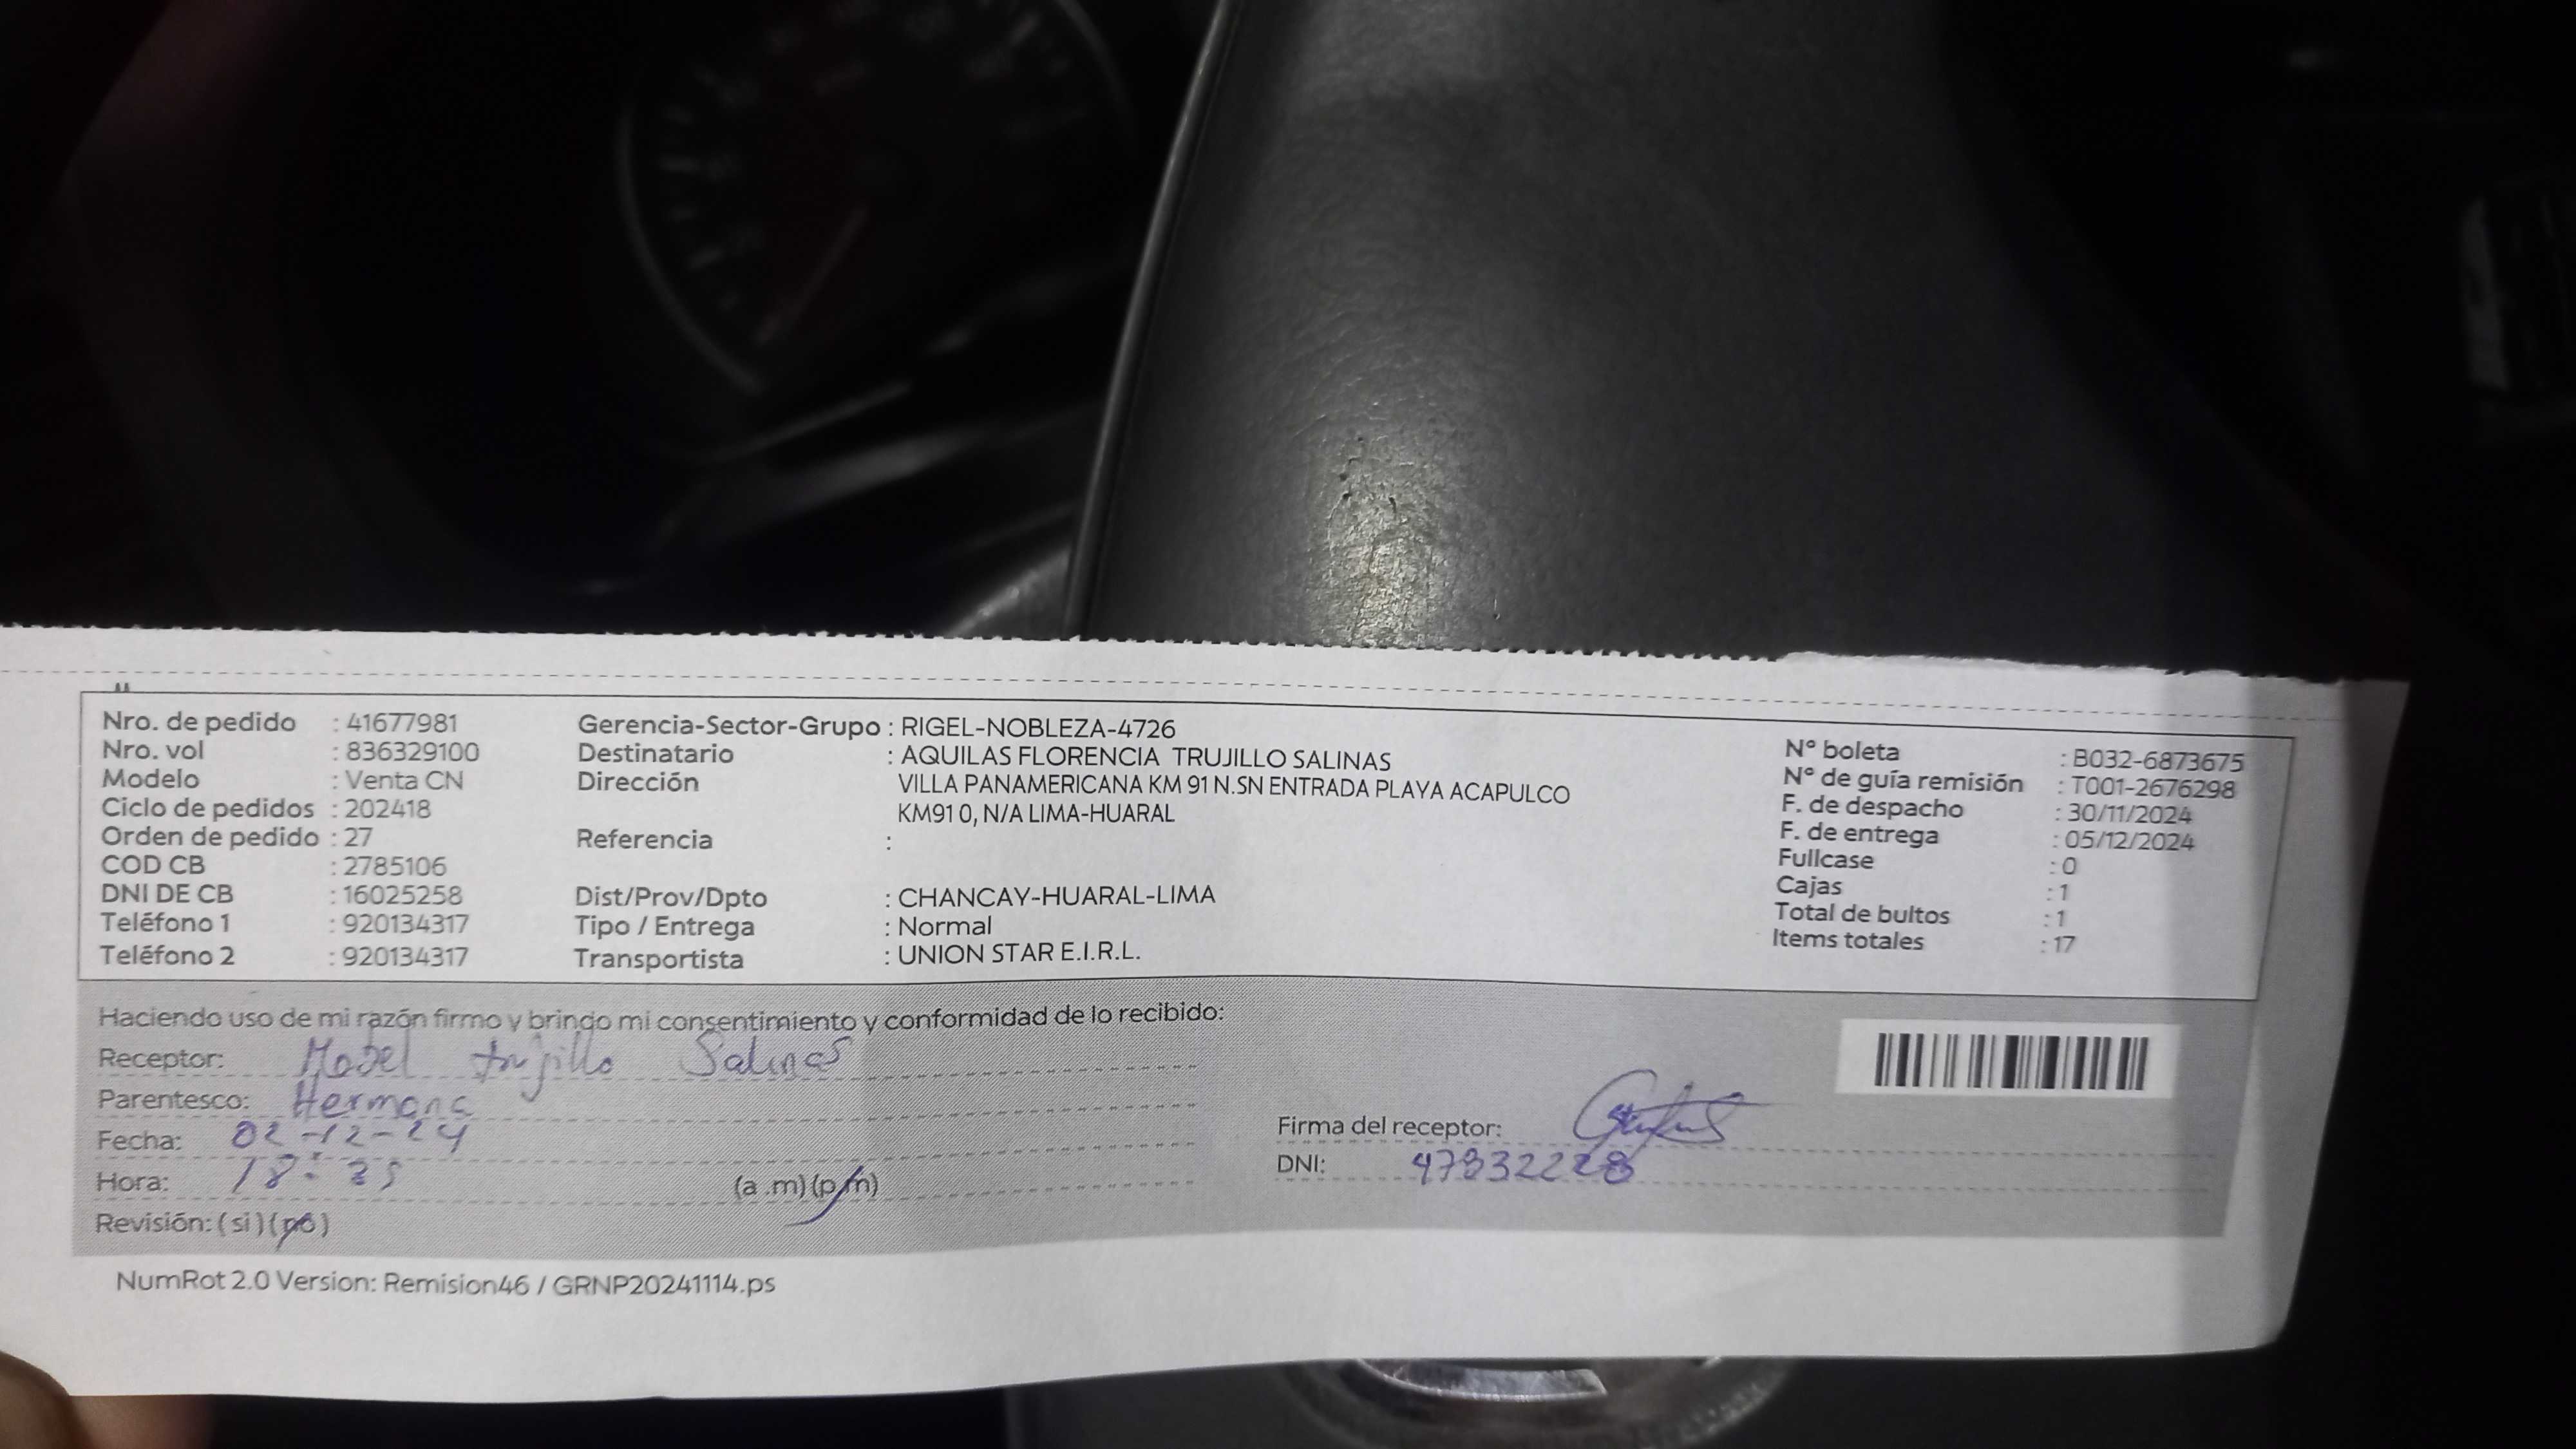 Nro. de pedido : 41677981 Gerencia-Sector-Grupo : RIGEL-NOBLEZA-4726 N° boleta : B032-6873675
Nro. vol : 836329100 Destinatario : AQUILAS FLORENCIA TRUJILLO SALINAS N° de guía remisión : T001-2676298
Modelo : Venta CN Dirección VILLA PANAMERICANA KM 91 N.SN ENTRADA PLAYA ACAPULCO F. de despacho : 30/11/2024
Ciclo de pedidos : 202418 KM91 0, N/A LIMA-HUARAL F. de entrega : 05/12/2024
Orden de pedido : 27 Referencia : Fullcase : 0
COD CB : 2785106 Cajas : 1
DNI DE CB : 16025258 Dist/Prov/Dpto : CHANCAY-HUARAL-LIMA Total de bultos : 1
Teléfono 1 : 920134317 Tipo / Entrega : Normal Items totales : 17
Teléfono 2 : 920134317 Transportista : UNION STAR E.I.R.L.
Haciendo uso de mi razón firmo y brindo mi consentimiento y conformidad de lo recibido:
Receptor: trujillo Salinas
Parentesco: Hermana
Fecha: 02-12-24 Firma del receptor:
Hora: (a .m) (p.m) DNI:
Revisión: ( si ) ( no )
NumRot 2.0 Version: Remision46 / GRNP20241114.ps